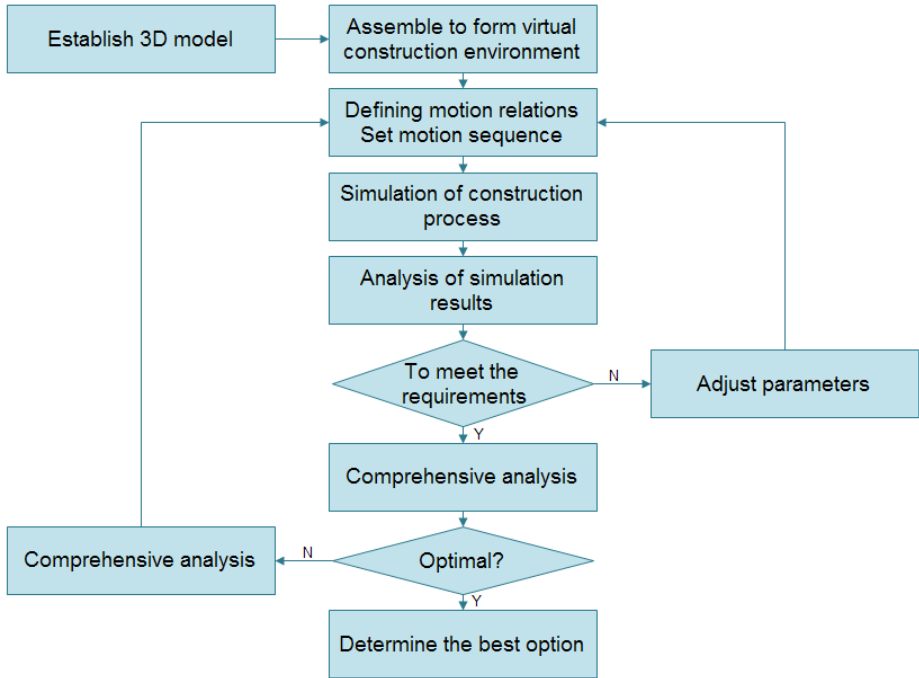 Establish 3D model
Assemble to form virtual
construction environment
Defining motion relations
Set motion sequence
Simulation of construction
process
Analysis of simulation
results
To meet the
requirements
N
Adjust parameters
Y
Comprehensive analysis
Comprehensive analysis
N
Optimal?
Y
Determine the best option